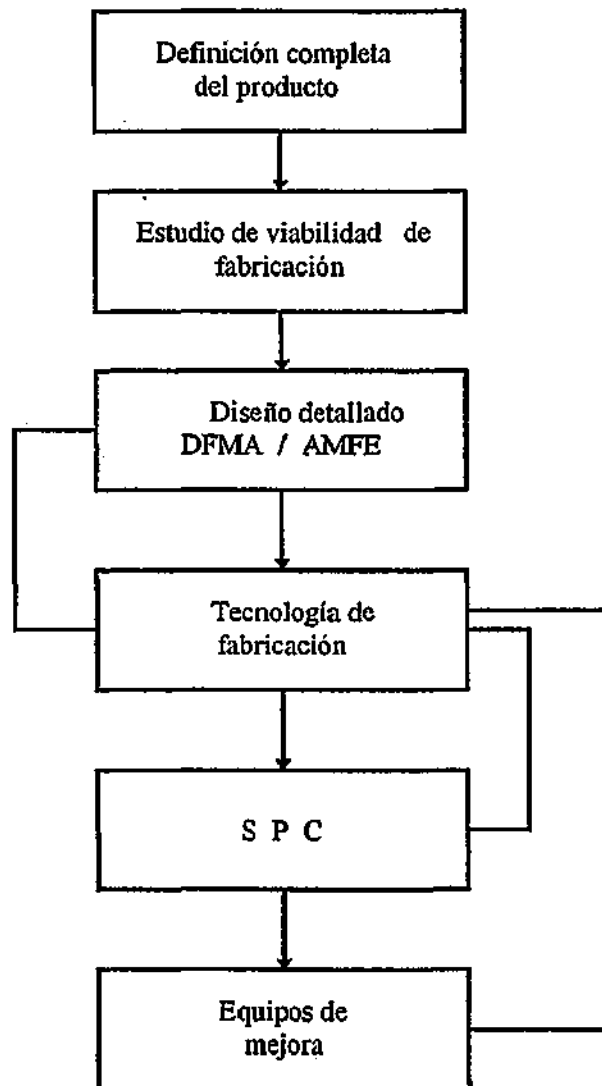 Definición completa
del producto
Estudio de viabilidad de
fabricación
Diseño detallado
DFMA / AMFE
Tecnología de
fabricación
S P C
Equipos de
mejora